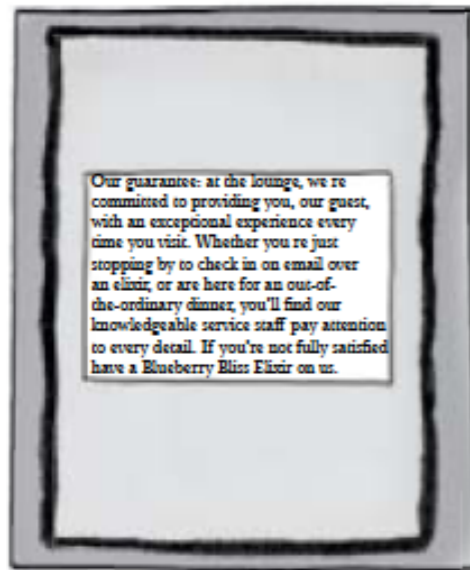 Our guarantee: at the lounge, we re
committed to providing you, our guest,
with an exceptional experience every
time you visit. Whether you re just
stopping by to check in on email over
an elixir, or are here for an out-of-
the-ordinary dinner, you'll find our
knowledgeable service staff pay attention
to every detail. If you're not fully satisfied
have a Blueberry Bliss Elixir on us.